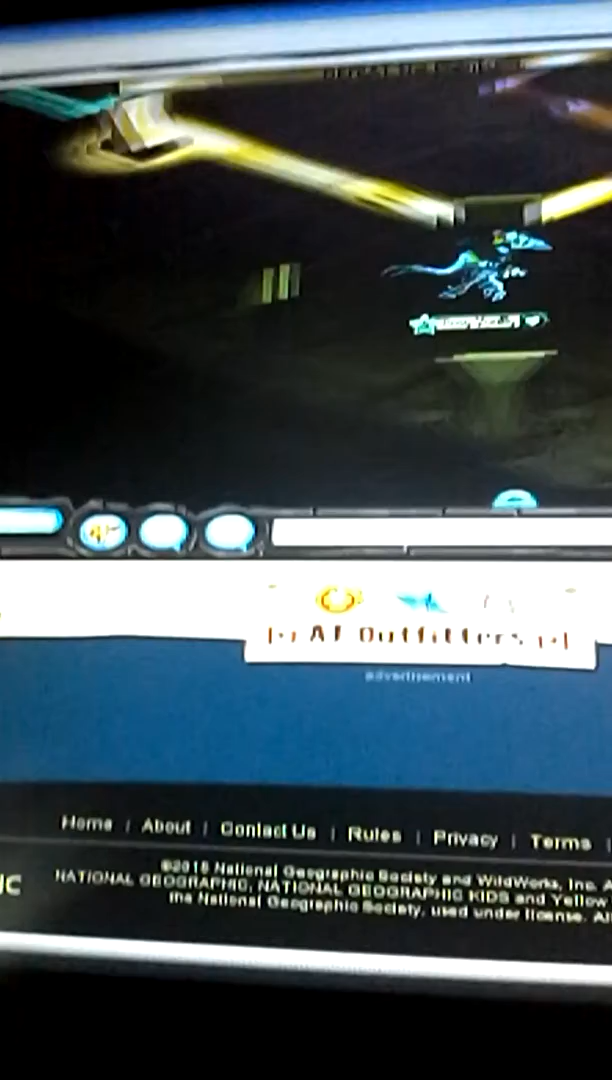 AJ Outfitters
advertisement
Home | About | Contact Us | Rules | Privacy | Terms |
©2015 National Geographic Society and WildWorks, Inc. A
NATIONAL GEOGRAPHIC, NATIONAL GEOGRAPHIC KIDS and Yellow
the National Geographic Society, used under license. All